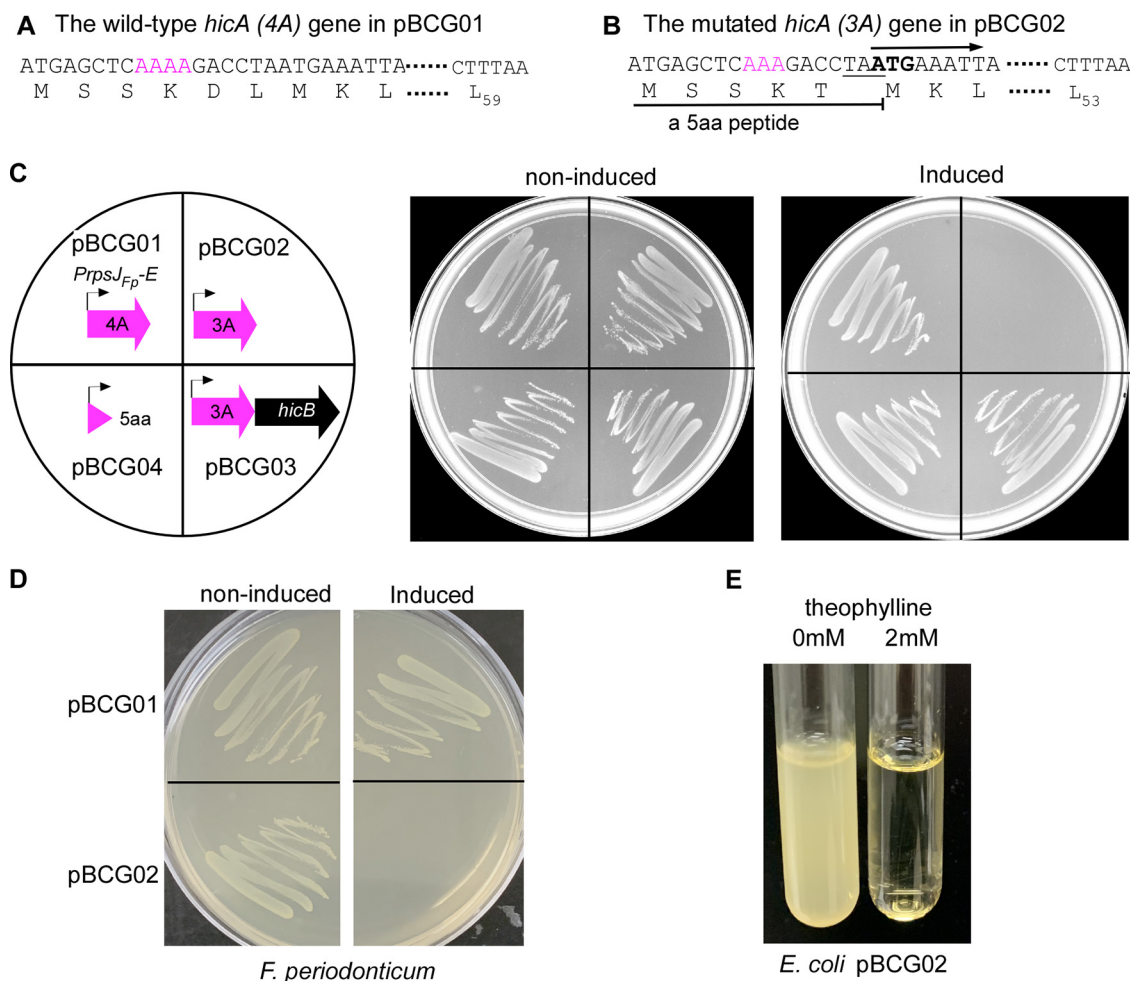 A The wild-type hicA (4A) gene in pBCG01
ATGAGCTCAAAAGACCTAATGAAATTA······CTTTAA
M S S K D L M K L ······ L59
B The mutated hicA (3A) gene in pBCG02
ATGAGCTCAAAGACCTAATGAAATTA ······ CTTTAA
M S S K T M K L ······ L53
a 5aa peptide
C
pBCG01
PrpsJFp-E
4A
pBCG02
3A
5aa
pBCG04
3A
hicB
pBCG03
non-induced
Induced
D
non-induced
Induced
pBCG01
pBCG02
F. periodonticum
E
theophylline
0mM 2mM
E. coli pBCG02